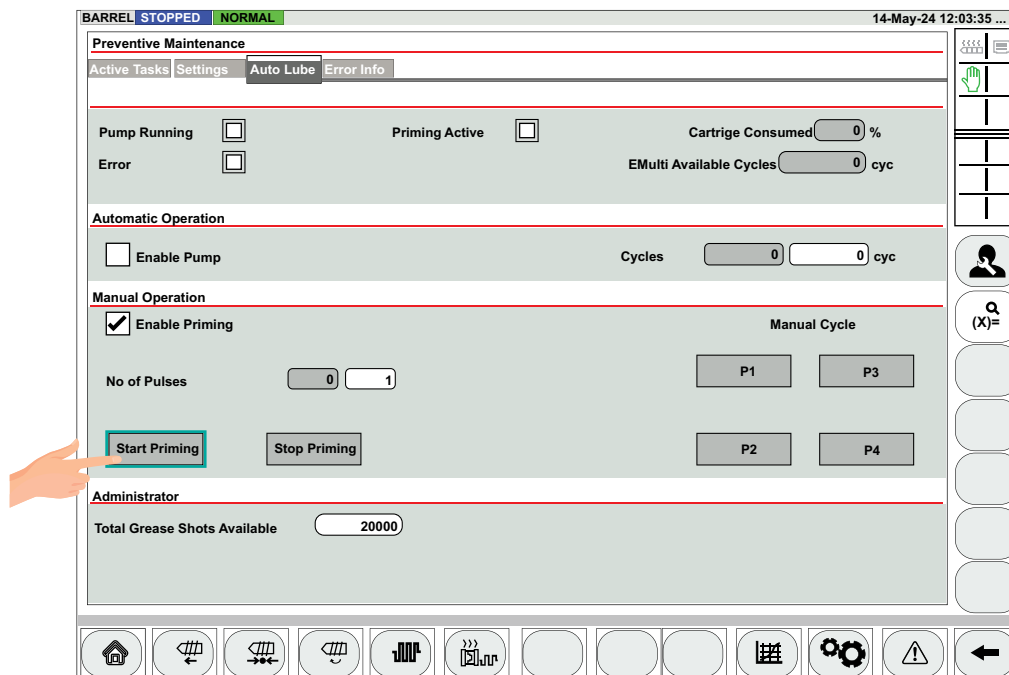 BARREL STOPPED NORMAL 14-May-24 12:03:35 ...
Preventive Maintenance
Active Tasks Settings Auto Lube Error Info
Pump Running Priming Active Cartrige Consumed 0 %
Error EMulti Available Cycles 0 cyc
Automatic Operation
Enable Pump Cycles 0 0 cyc
Manual Operation
Enable Priming Manual Cycle
(X)=
No of Pulses 0 1 P1 P3
Start Priming Stop Priming P2 P4
Administrator
Total Grease Shots Available 20000